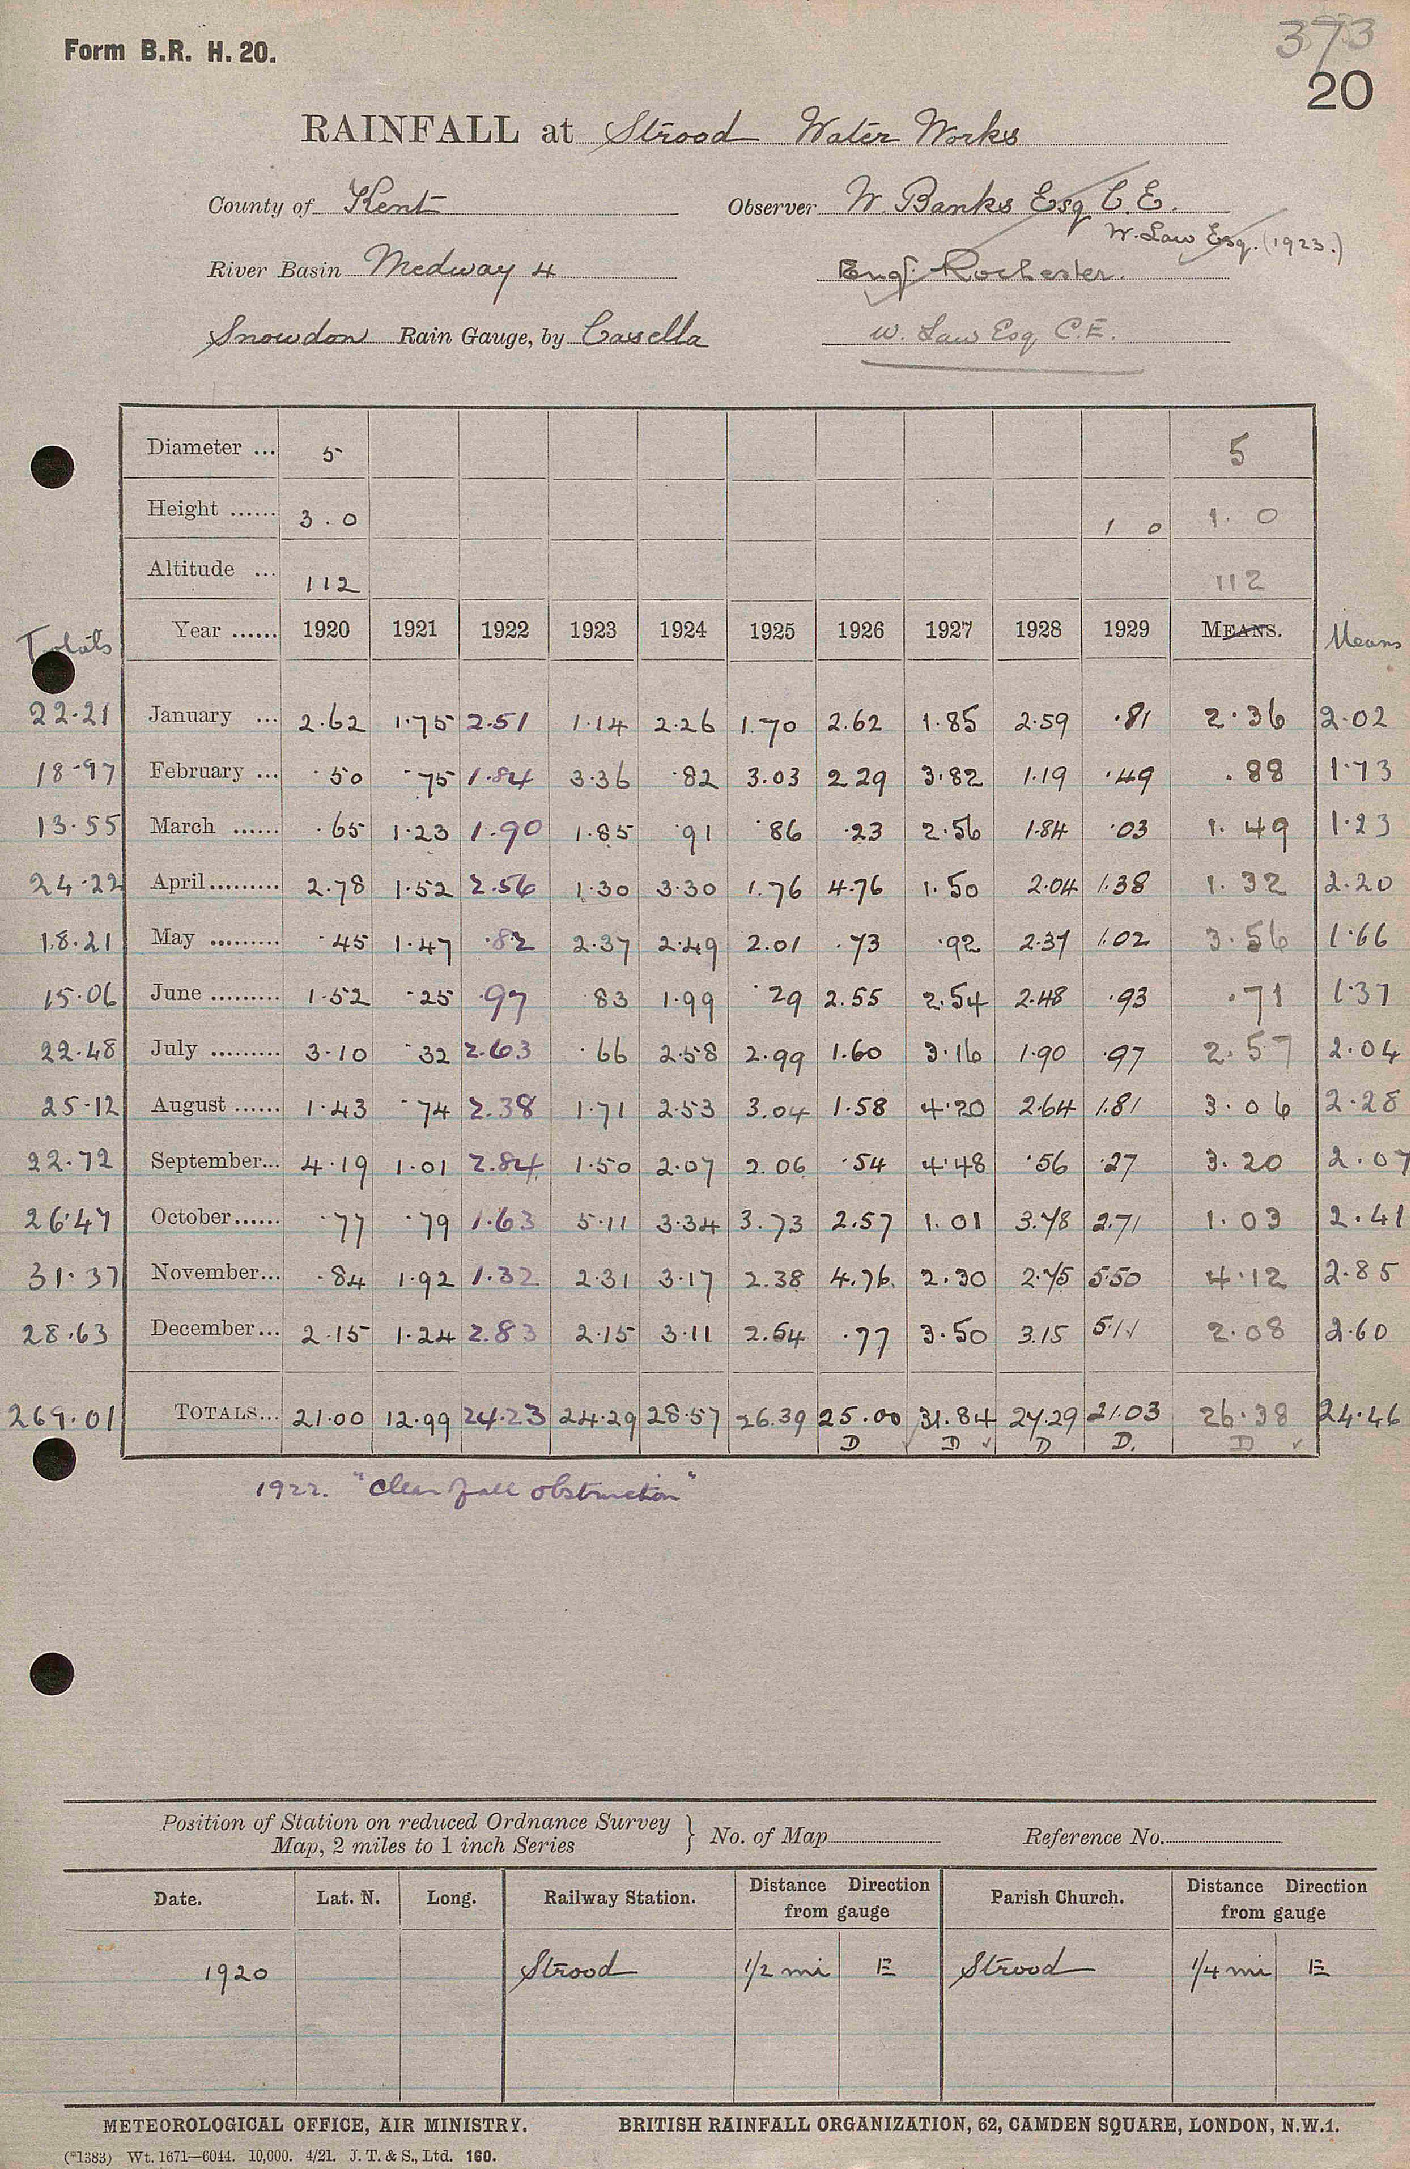 Form B.R. H. 20.
373
20
RAINFALL at Strood Water Works
County of Kent Observer W. Banks Esq C.E.
W. Law Esq. (1923.)
River Basin Medway 4 Engr. Rochester.
Snowdon Rain Gauge, by Casella W. Law Esq C.E.
Diameter ... 5 5
Height ...... 3.0 1 0 1.0
Altitude ... 112 112
Totals Year ...... 1920 1921 1922 1923 1924 1925 1926 1927 1928 1929 MEANS. Means
22.21 January ... 2.62 1.75 2.51 1.14 2.26 1.70 2.62 1.85 2.59 .81 2.36 2.02
18.97 February ... .50 .75 1.84 3.36 .82 3.03 2 29 3.82 1.19 .49 .88 1.73
13.55 March ...... .65 1.23 1.90 1.85 .91 .86 .23 2.56 1.84 .03 1.49 1.23
24.22 April......... 2.78 1.52 2.56 1.30 3.30 1.76 4.76 1.50 2.04 1.38 1.32 2.20
18.21 May ......... .45 1.47 .82 2.37 2.49 2.01 .73 .92 2.37 1.02 3.56 1.66
15.06 June ......... 1.52 .25 .97 .83 1.99 .29 2.55 2.54 2.48 .93 .71 1.37
22.48 July ......... 3.10 .32 2.63 .66 2.58 2.99 1.60 3.16 1.90 .97 2.57 2.04
25.12 August ...... 1.43 .74 2.38 1.71 2.53 3.04 1.58 4.20 2.64 1.81 3.06 2.28
22.72 September... 4.19 1.01 2.84 1.50 2.07 2.06 .54 4.48 .56 .27 3.20 2.07
26.47 October...... .77 .79 1.63 5.11 3.34 3.73 2.57 1.01 3.78 2.71 1.03 2.41
31.37 November... .84 1.92 1.32 2.31 3.17 2.38 4.76. 2.30 2.75 5.50 4.12 2.85
28.63 December... 2.15 1.24 2.83 2.15 3.11 2.54 .77 3.50 3.15 5.11 2.08 2.60
269.01 TOTALS... 21.00 12.99 24.23 24.29 28.57 26.39 25.00 31.84 27.29 21.03 26.38 24.46
D D ✓ D D. D ✓
1922. "Clear fall obstruction"
Position of Station on reduced Ordnance Survey
Map, 2 miles to 1 inch Series } No. of Map Reference No.
Date. Lat. N. Long. Railway Station. Distance Direction from gauge Parish Church. Distance Direction from gauge
1920 Strood 1/2 mi E Strood 1/4 mi E
METEOROLOGICAL OFFICE, AIR MINISTRY. BRITISH RAINFALL ORGANIZATION, 62, CAMDEN SQUARE, LONDON, N.W.1.
(*1383) Wt. 1671—6044. 10,000. 4/21. J. T. & S., Ltd. 160.